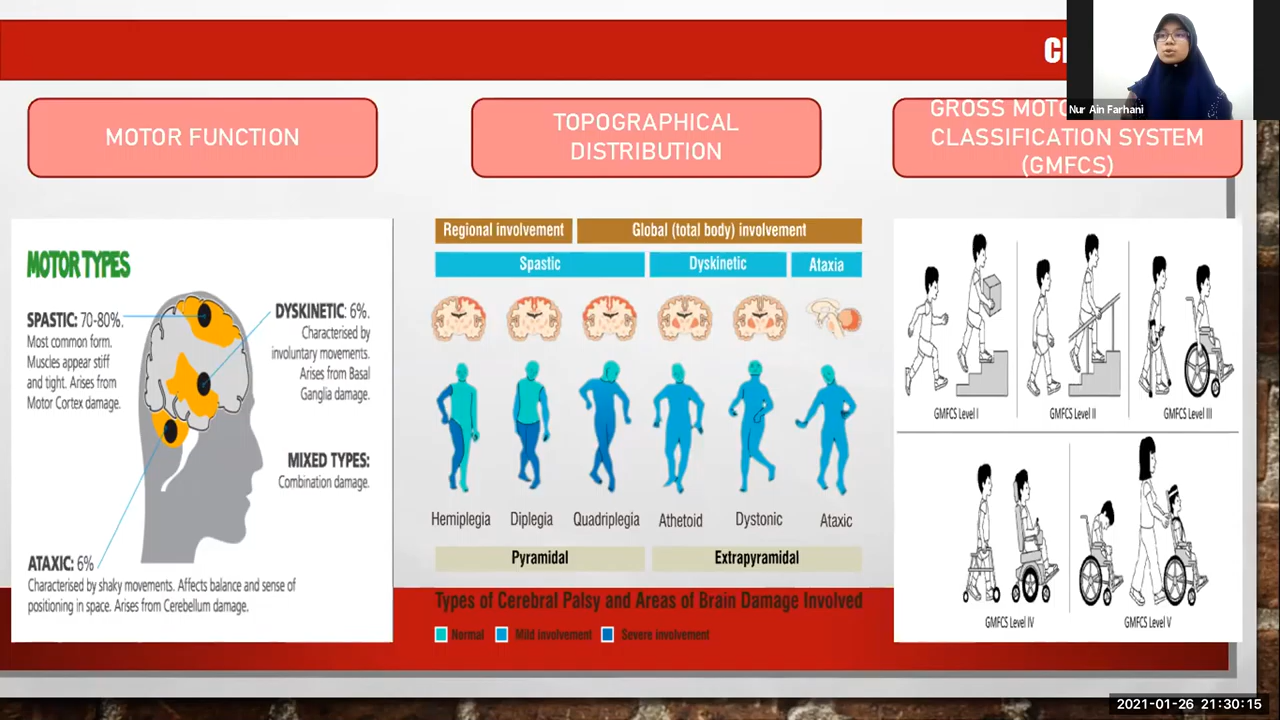 Nur Ain Farhani
MOTOR FUNCTION
MOTOR TYPES
SPASTIC: 70-80%.
Most common form.
Muscles appear stiff
and tight. Arises from
Motor Cortex damage.
DYSKINETIC: 6%.
Characterised by
involuntary movements.
Arises from Basal
Ganglia damage.
MIXED TYPES:
Combination damage.
ATAXIC: 6%
Characterised by shaky movements. Affects balance and sense of
positioning in space. Arises from Cerebellum damage.
TOPOGRAPHICAL
DISTRIBUTION
Regional involvement Global (total body) involvement
Spastic Dyskinetic Ataxia
Hemiplegia Diplegia Quadriplegia Athetoid Dystonic Ataxic
Pyramidal Extrapyramidal
Types of Cerebral Palsy and Areas of Brain Damage Involved
Normal Mild involvement Severe involvement
GROSS
CLASSIFICATION SYSTEM
(GMFCS)
GMFCS Level I GMFCS Level II GMFCS Level III
GMFCS Level IV GMFCS Level V
2021-01-26 21:30:15